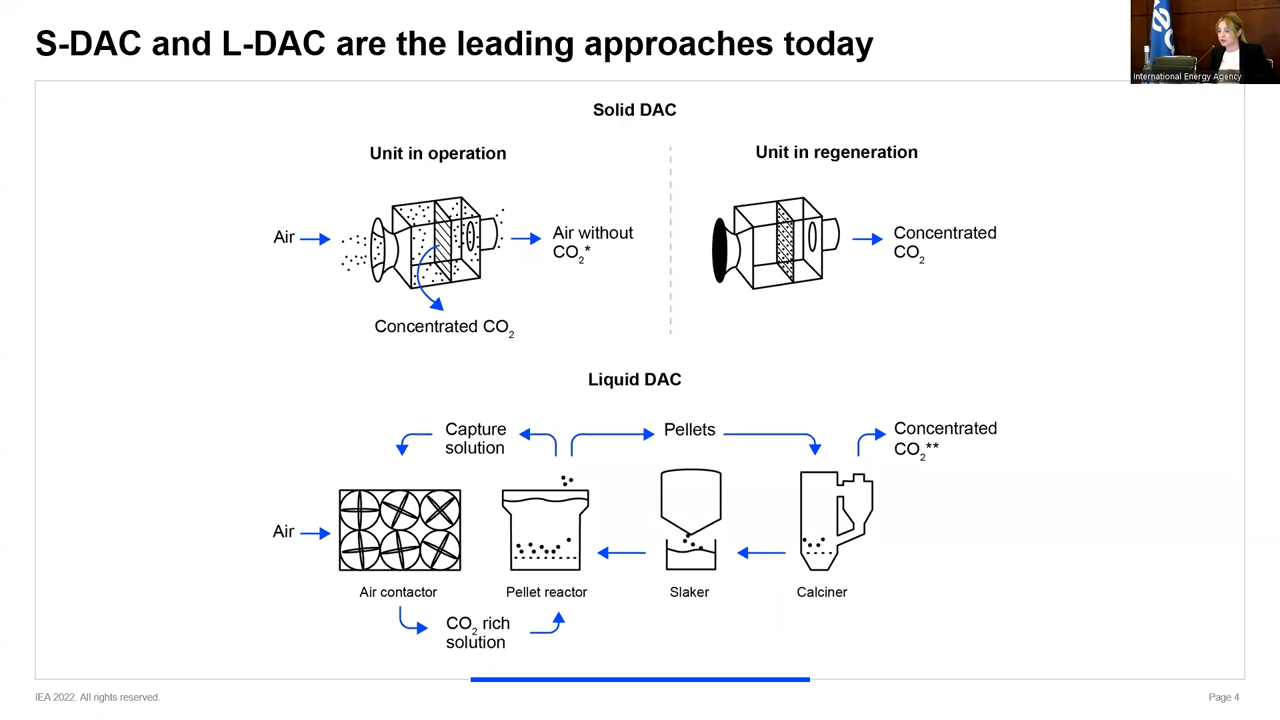 S-DAC and L-DAC are the leading approaches today
International Energy Agency
Solid DAC
Unit in operation
Unit in regeneration
Air
Air without
CO2*
Concentrated CO2
Concentrated
CO2
Liquid DAC
Capture
solution
Pellets
Concentrated
CO2**
Air
Air contactor
Pellet reactor
Slaker
Calciner
CO2 rich
solution
IEA 2022. All rights reserved.
Page 4